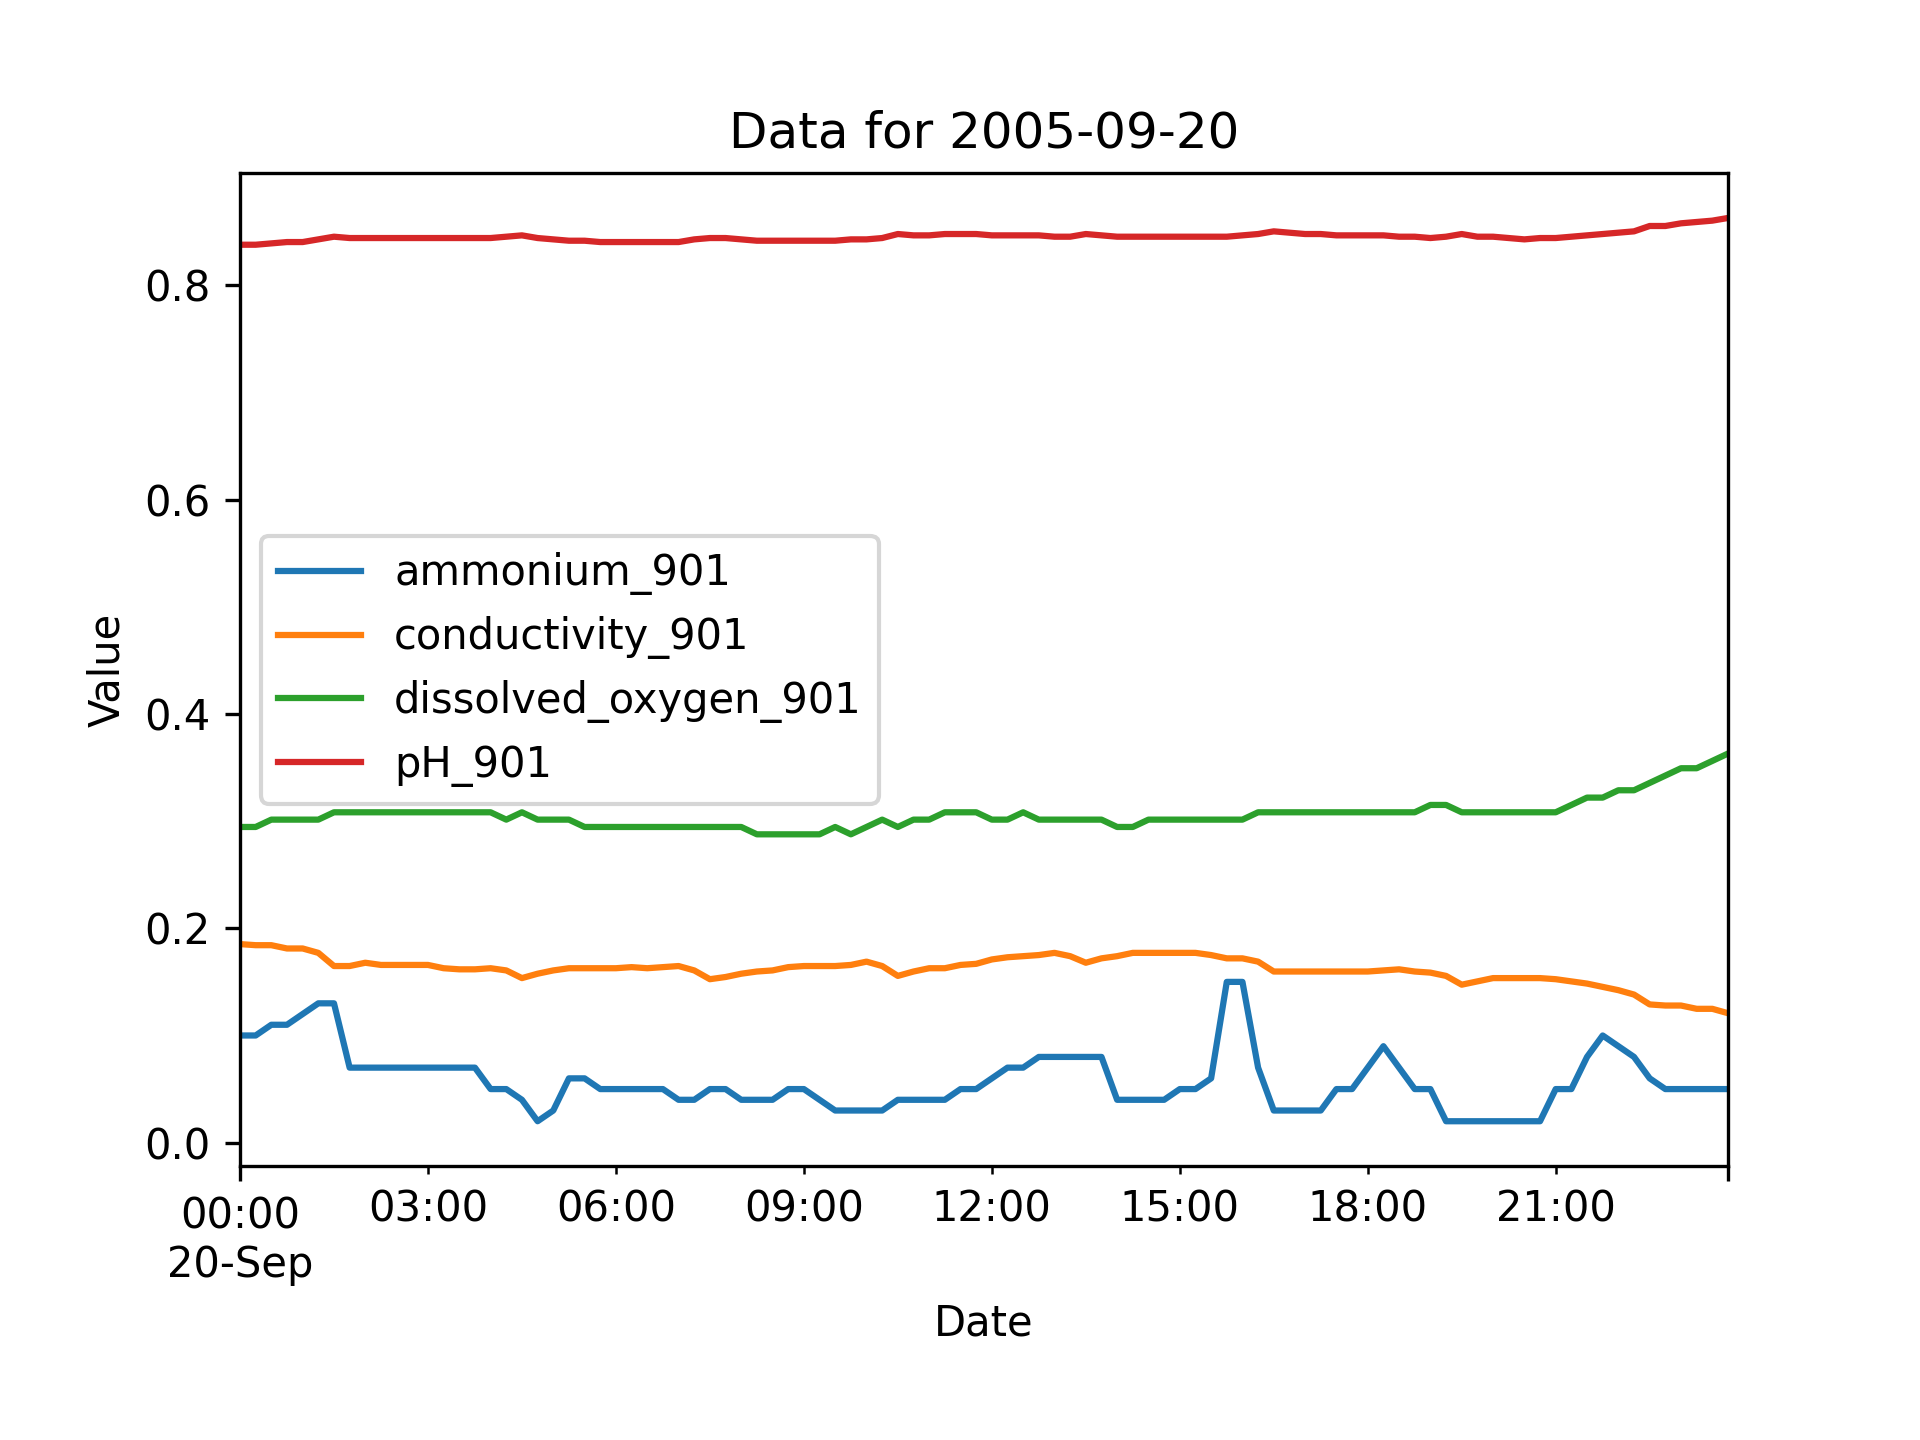 Data for 2005-09-20
Value
0.8
0.6
0.4
0.2
0.0
ammonium_901
conductivity_901
dissolved_oxygen_901
pH_901
00:00 03:00 06:00 09:00 12:00 15:00 18:00 21:00
20-Sep
Date